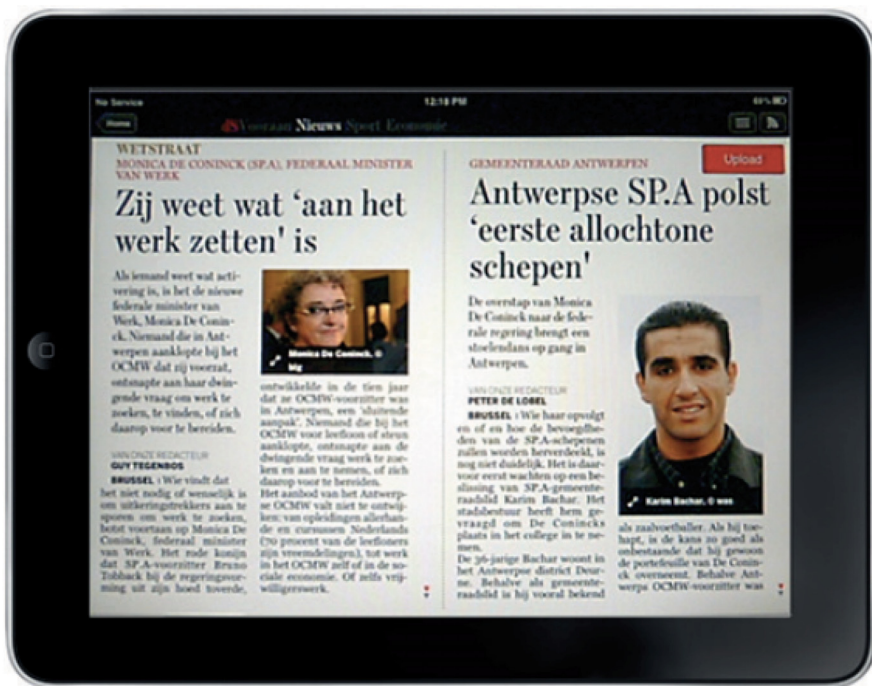 No Service
12:18 PM
Home
dS Vooraan Nieuws Sport Economie
WETSTRAAT
MONICA DE CONINCK (SP.A), FEDERAAL MINISTER
VAN WERK
Zij weet wat ‘aan het
werk zetten' is
Als iemand weet wat acti-
vering is, is het de nieuwe
federale minister van
Werk, Monica De Conin-
ck. Niemand die in Ant-
werpen aanklopte bij het
OCMW dat zij voorzat,
ontsnapte aan haar dwin-
gende vraag om werk te
zoeken, te vinden, of zich
daarop voor te bereiden.
VAN ONZE REDACTEUR
GUY TEGENBOS
BRUSSEL : Wie vindt dat
het niet nodig of wenselijk is
om uitkeringstrekkers aan te
sporen om werk te zoeken,
botst voortaan op Monica De
Coninck, federaal minister
van Werk. Het rode konijn
dat SP.A-voorzitter Bruno
Tobback bij de regeringsvor-
ming uit zijn hoed toverde,
Monica De Coninck. ©
blg
ontwikkelde in de tien jaar
dat ze OCMW-voorzitter was
in Antwerpen, een 'sluitende
aanpak'. Niemand die bij het
OCMW voor leefloon of steun
aanklopte, ontsnapte aan de
dwingende vraag werk te zoe-
ken en aan te nemen, of zich
daarop voor te bereiden.
Het aanbod van het Antwerp-
se OCMW valt niet te ontwij-
ken: van opleidingen allerhan-
de en cursussen Nederlands
(70 procent van de leefloners
zijn vreemdelingen), tot werk
in het OCMW zelf of in de so-
ciale economie. Of zelfs vrij-
willigerswerk.
Upload
GEMEENTERAAD ANTWERPEN
Antwerpse SP.A polst
‘eerste allochtone
schepen'
De overstap van Monica
De Coninck naar de fede-
rale regering brengt een
stoelendans op gang in
Antwerpen.
VAN ONZE REDACTEUR
PETER DE LOBEL
BRUSSEL : Wie haar opvolgt
en of en hoe de bevoegdhe-
den van de SP.A-schepenen
zullen worden herverdeeld, is
nog niet duidelijk. Het is daar-
voor eerst wachten op een be-
slissing van SP.A-gemeente-
raadslid Karim Bachar. Het
stadsbestuur heeft hem ge-
vraagd om De Conincks
plaats in het college in te ne-
men.
De 36-jarige Bachar woont in
het Antwerpse district Deur-
ne. Behalve als gemeente-
raadslid is hij vooral bekend
Karim Bachar. © was
als zaalvoetballer. Als hij toe-
hapt, is de kans zo goed als
onbestaande dat hij gewoon
de portefeuille van De Conin-
ck overneemt. Behalve Ant-
werps OCMW-voorzitter was